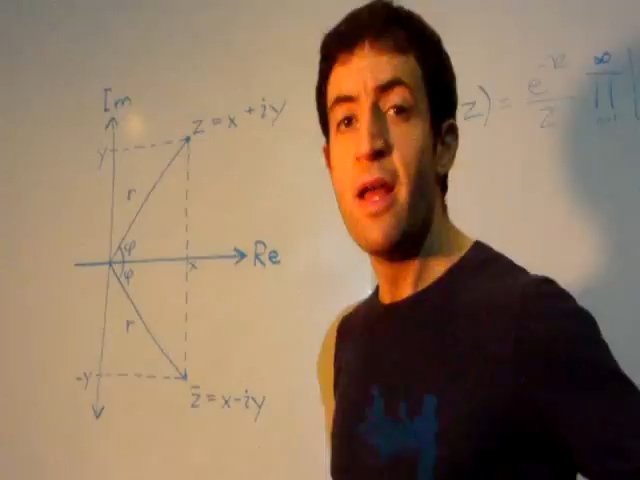 Im
z = x + iy
y
r
φ
x
Re
φ
r
-y
z̄ = x-iy
z) = e^-γz / z ∞ ∏